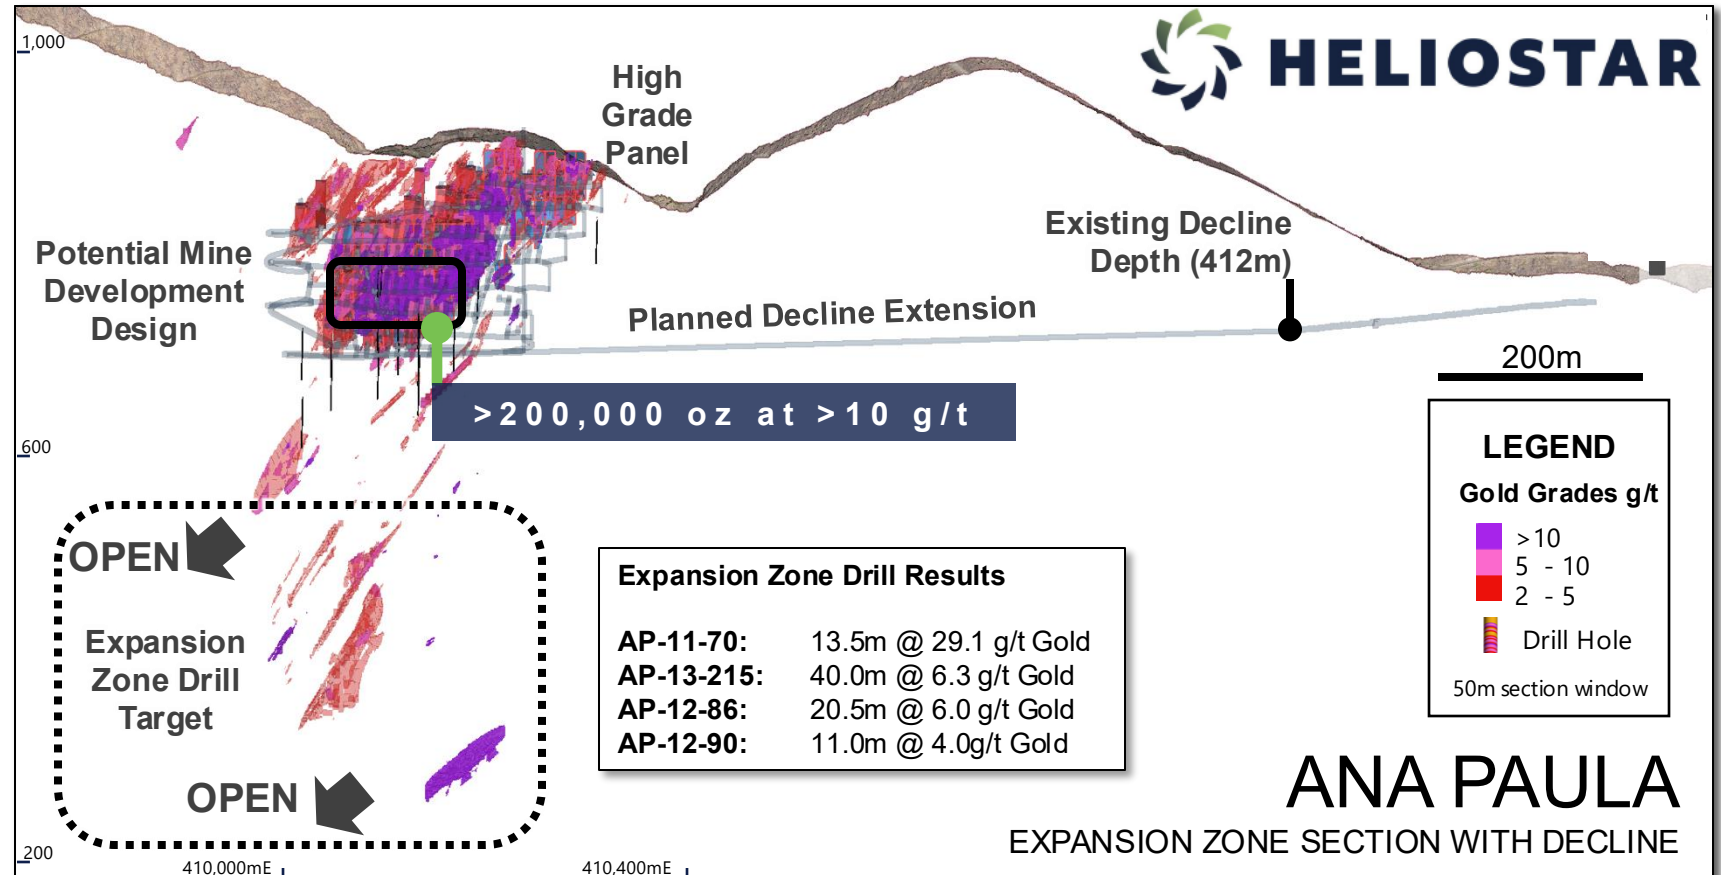 1,000
HELIOSTAR
High
Grade
Panel
Existing Decline
Depth (412m)
Potential Mine
Development
Design
Planned Decline Extension
200m
>200,000 oz at >10 g/t
600
LEGEND
Gold Grades g/t
>10
5 - 10
2 - 5
Drill Hole
50m section window
OPEN
Expansion
Zone Drill
Target
OPEN
Expansion Zone Drill Results
AP-11-70: 13.5m @ 29.1 g/t Gold
AP-13-215: 40.0m @ 6.3 g/t Gold
AP-12-86: 20.5m @ 6.0 g/t Gold
AP-12-90: 11.0m @ 4.0g/t Gold
ANA PAULA
EXPANSION ZONE SECTION WITH DECLINE
200
410,000mE
410,400mE